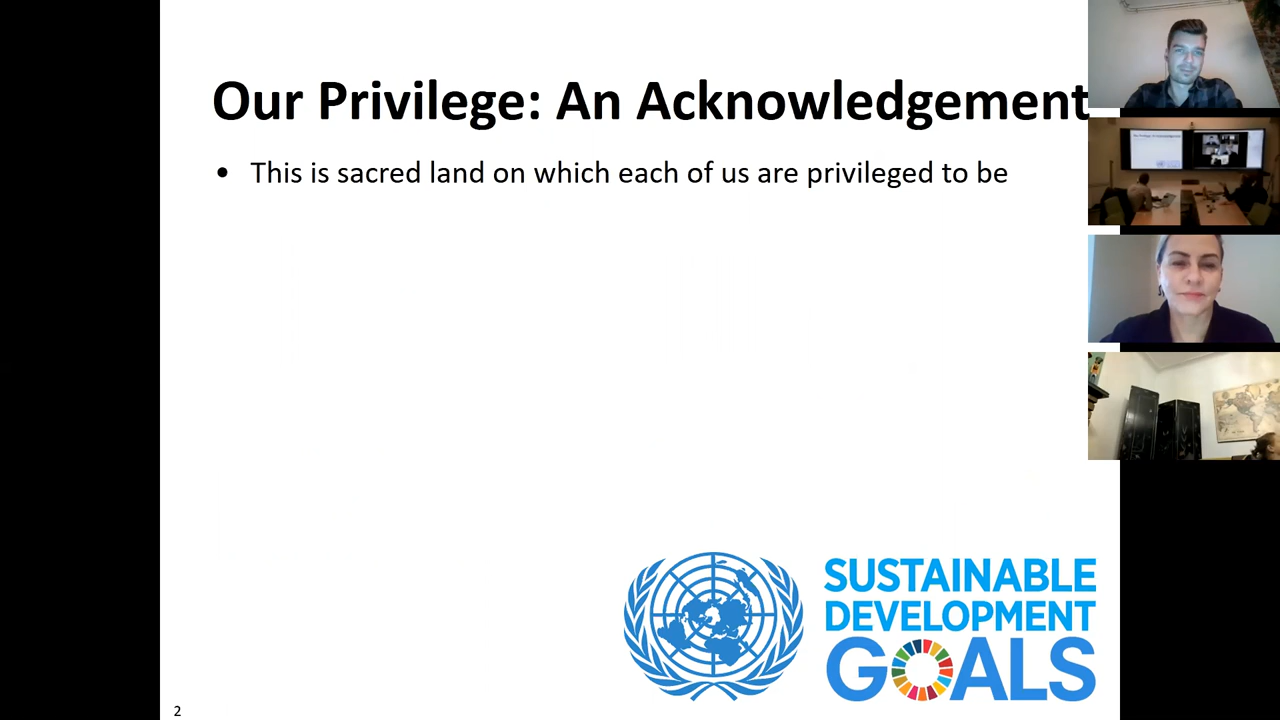 Our Privilege: An Acknowledgement
• This is sacred land on which each of us are privileged to be
SUSTAINABLE
DEVELOPMENT
GOALS
2